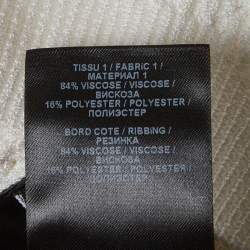 TISSU 1 / FABRIC 1 /
МАТЕРИАЛ 1
84% VISCOSE / VISCOSE /
ВИСКОЗА
16% POLYESTER / POLYESTER /
ПОЛИЭСТЕР
BORD COTE / RIBBING /
РЕЗИНКА
84% VISCOSE / VISCOSE /
ВИСКОЗА
16% POLYESTER / POLYESTER /
ПОЛИЭСТЕР